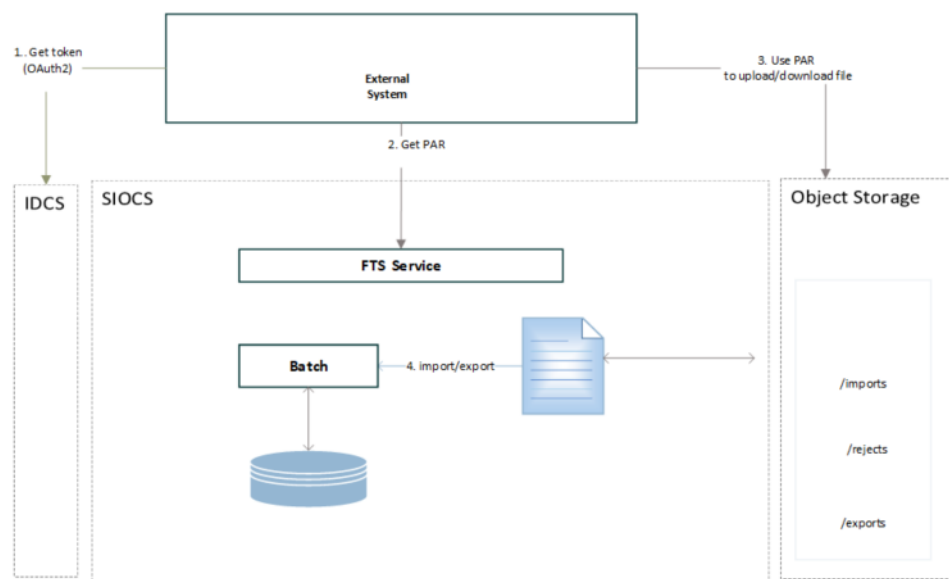 1.. Get token
(OAuth2)
External
System
3. Use PAR
to upload/download file
2. Get PAR
IDCS
SIOCS
Object Storage
FTS Service
Batch
4. import/export
/imports
/rejects
/exports